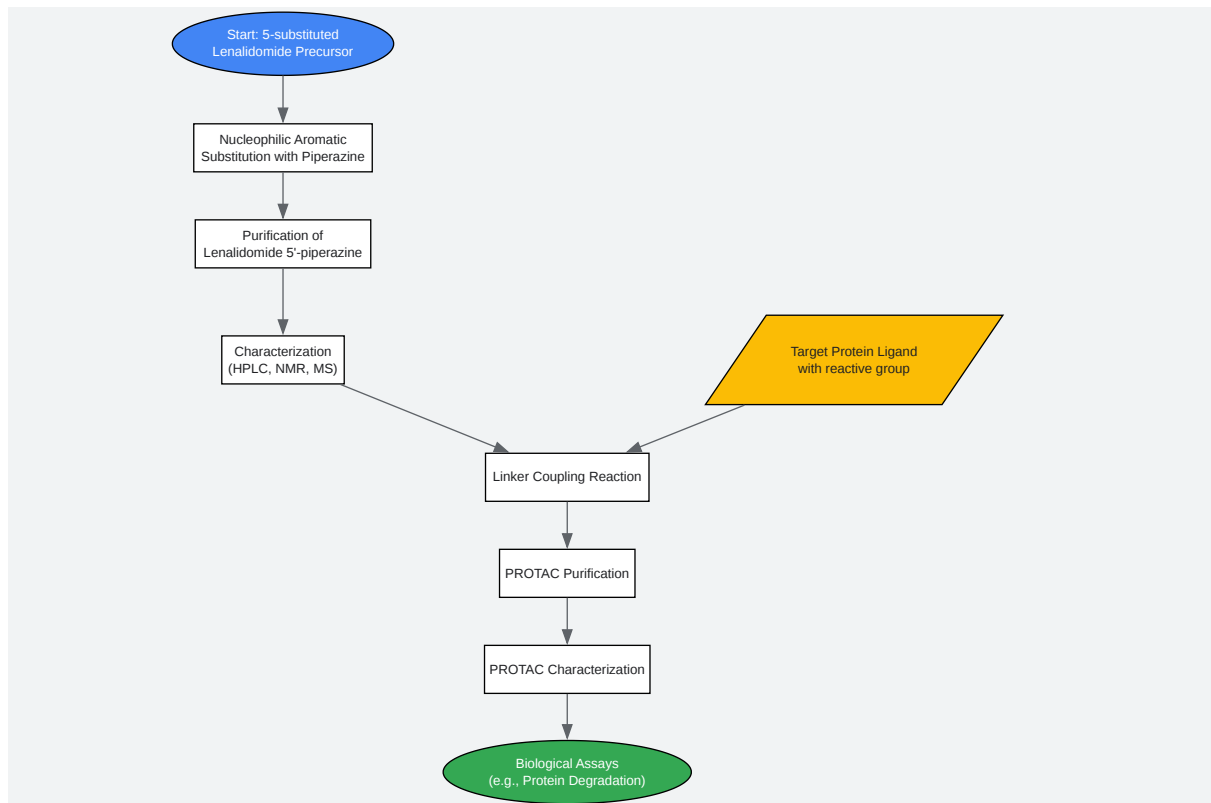 Start: 5-substituted
Lenalidomide Precursor
Nucleophilic Aromatic
Substitution with Piperazine
Purification of
Lenalidomide 5'-piperazine
Characterization
(HPLC, NMR, MS)
Target Protein Ligand
with reactive group
Linker Coupling Reaction
PROTAC Purification
PROTAC Characterization
Biological Assays
(e.g., Protein Degradation)